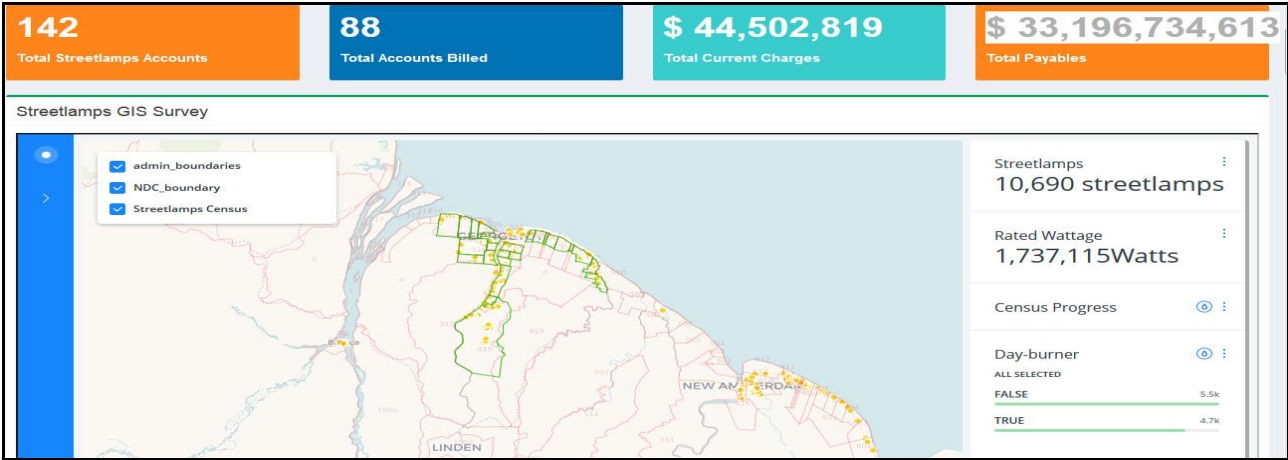 142
Total Streetlamps Accounts
88
Total Accounts Billed
$ 44,502,819
Total Current Charges
$ 33,196,734,613
Total Payables
Streetlamps GIS Survey
admin_boundaries
NDC_boundary
Streetlamps Census
NEW
LINDEN
Streetlamps
10,690 streetlamps
Rated Wattage
1,737,115Watts
Census Progress
Day-burner
ALL SELECTED
FALSE 5.5k
TRUE 4.7k